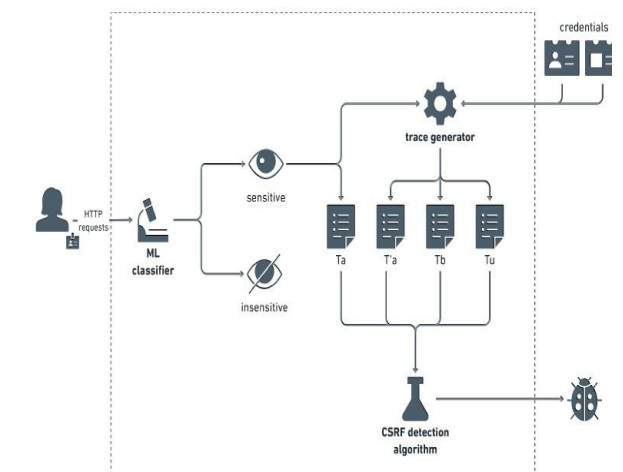 credentials
trace generator
sensitive
HTTP
requests
ML
classifier
Ta
T'a
Tb
Tu
insensitive
CSRF detection
algorithm